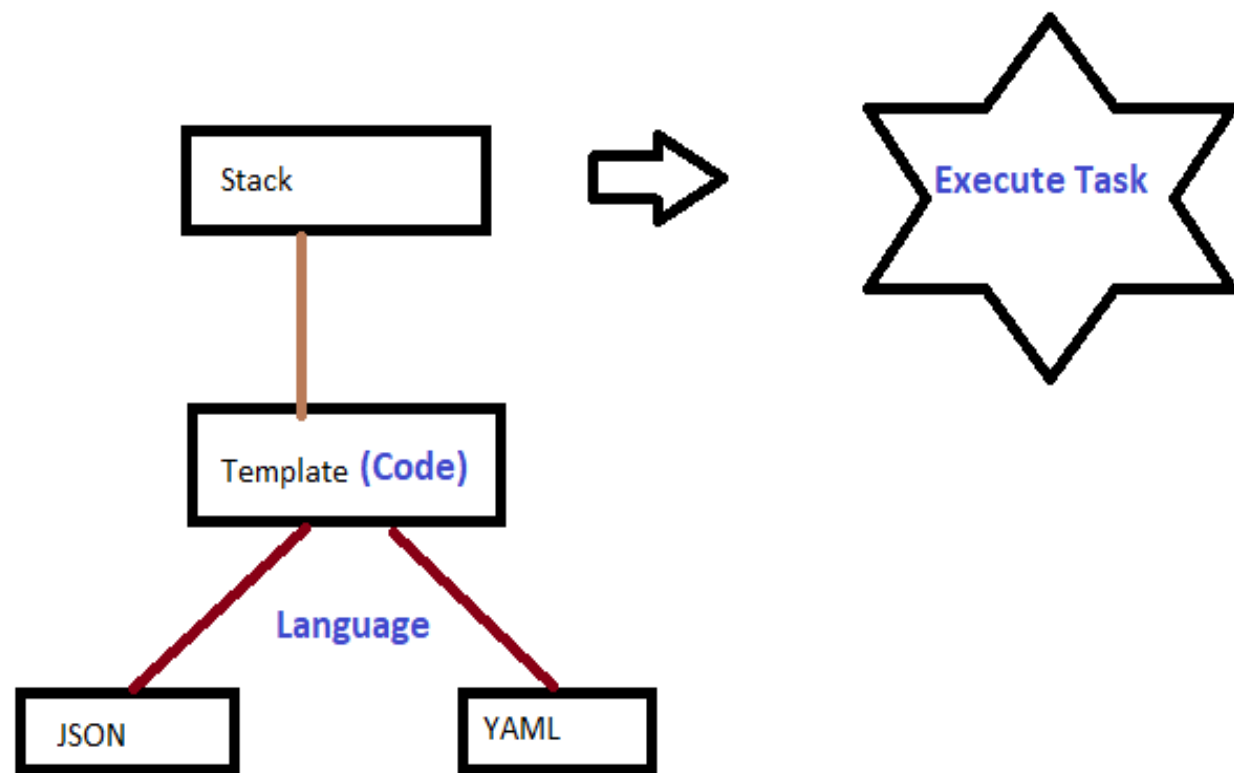 Stack
Execute Task
Template (Code)
Language
JSON
YAML